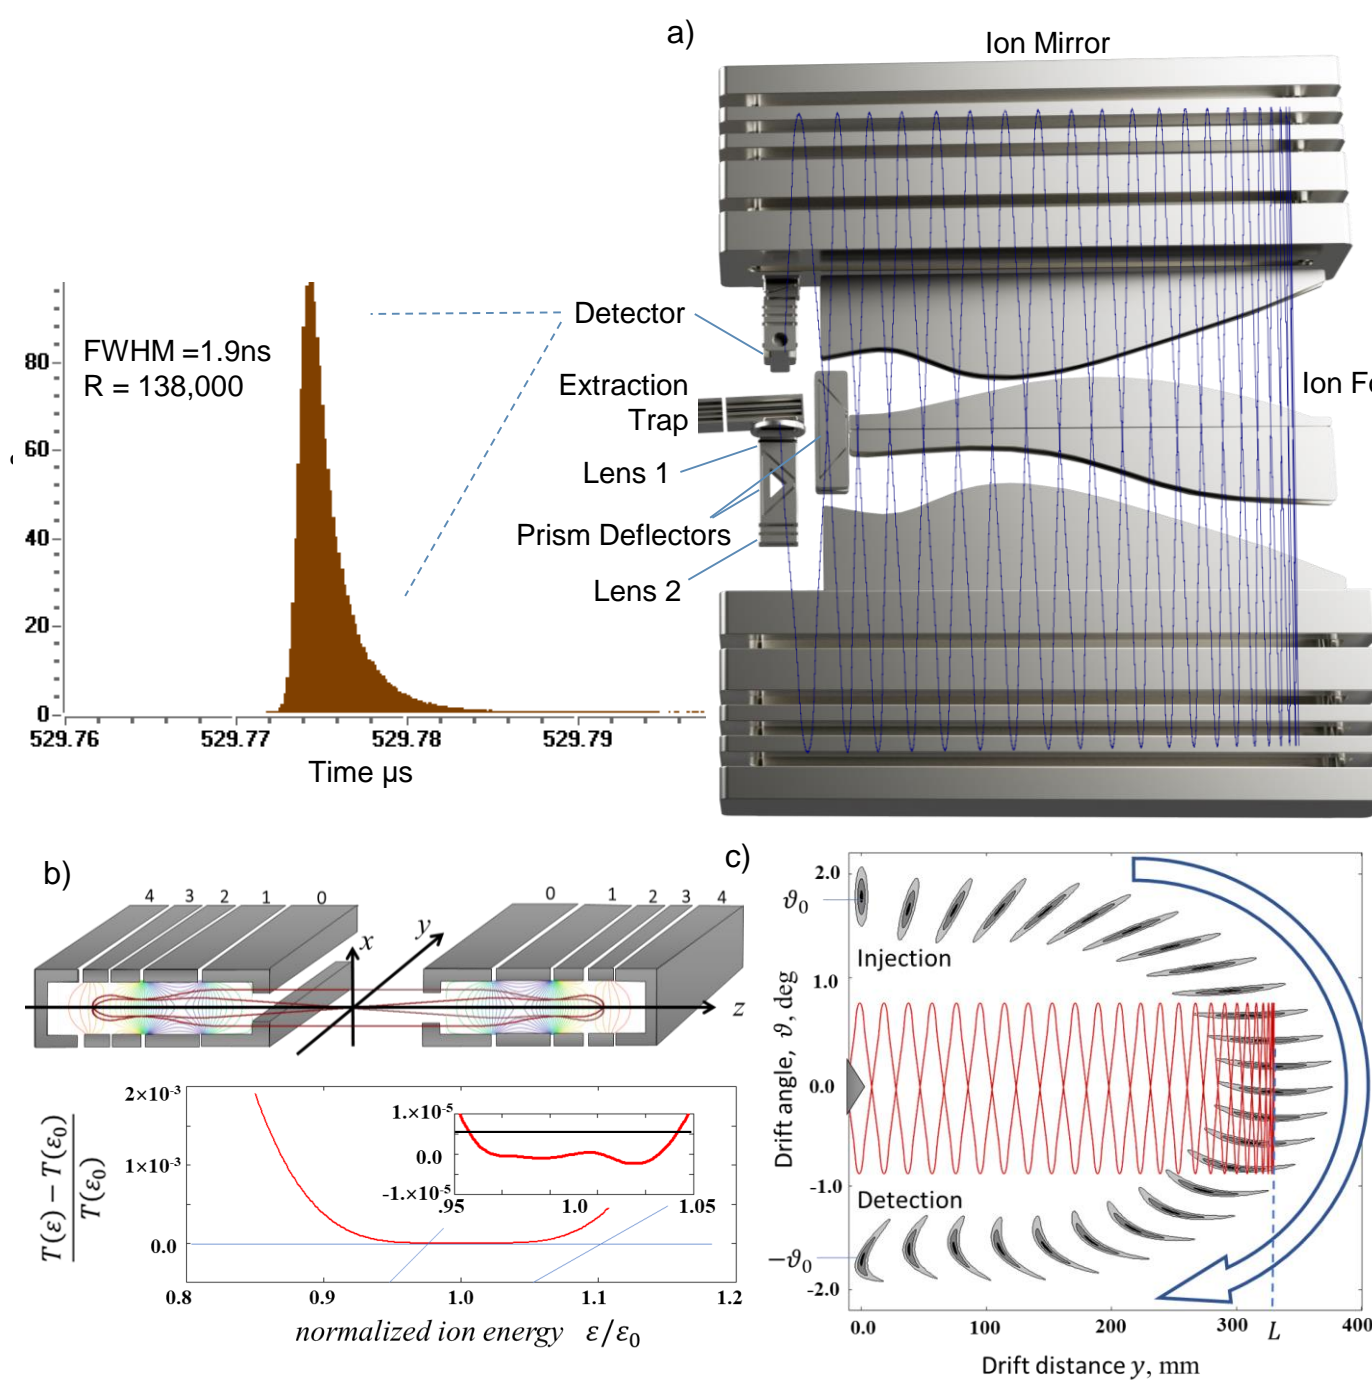 a)
Ion Mirror
FWHM =1.9ns
R = 138,000
Detector
Extraction
Trap
Lens 1
Prism Deflectors
Lens 2
Ion Fo
80
60
40
20
0
529.76
529.77
529.78
529.79
Time µs
b)
4 3 2 1 0
0 1 2 3 4
x
y
z
T(ε) − T(ε₀)
T(ε₀)
2×10⁻³
1×10⁻³
0.0
1.×10⁻⁵
0.0
-1.×10⁻⁵
.95
1.0
1.05
0.8
0.9
1.0
1.1
1.2
normalized ion energy ε/ε₀
c)
2.0
ϑ₀
Injection
1.0
Drift angle, ϑ, deg
0.0
-1.0
Detection
−ϑ₀
-2.0
0.0
100
200
300
L
400
Drift distance y, mm